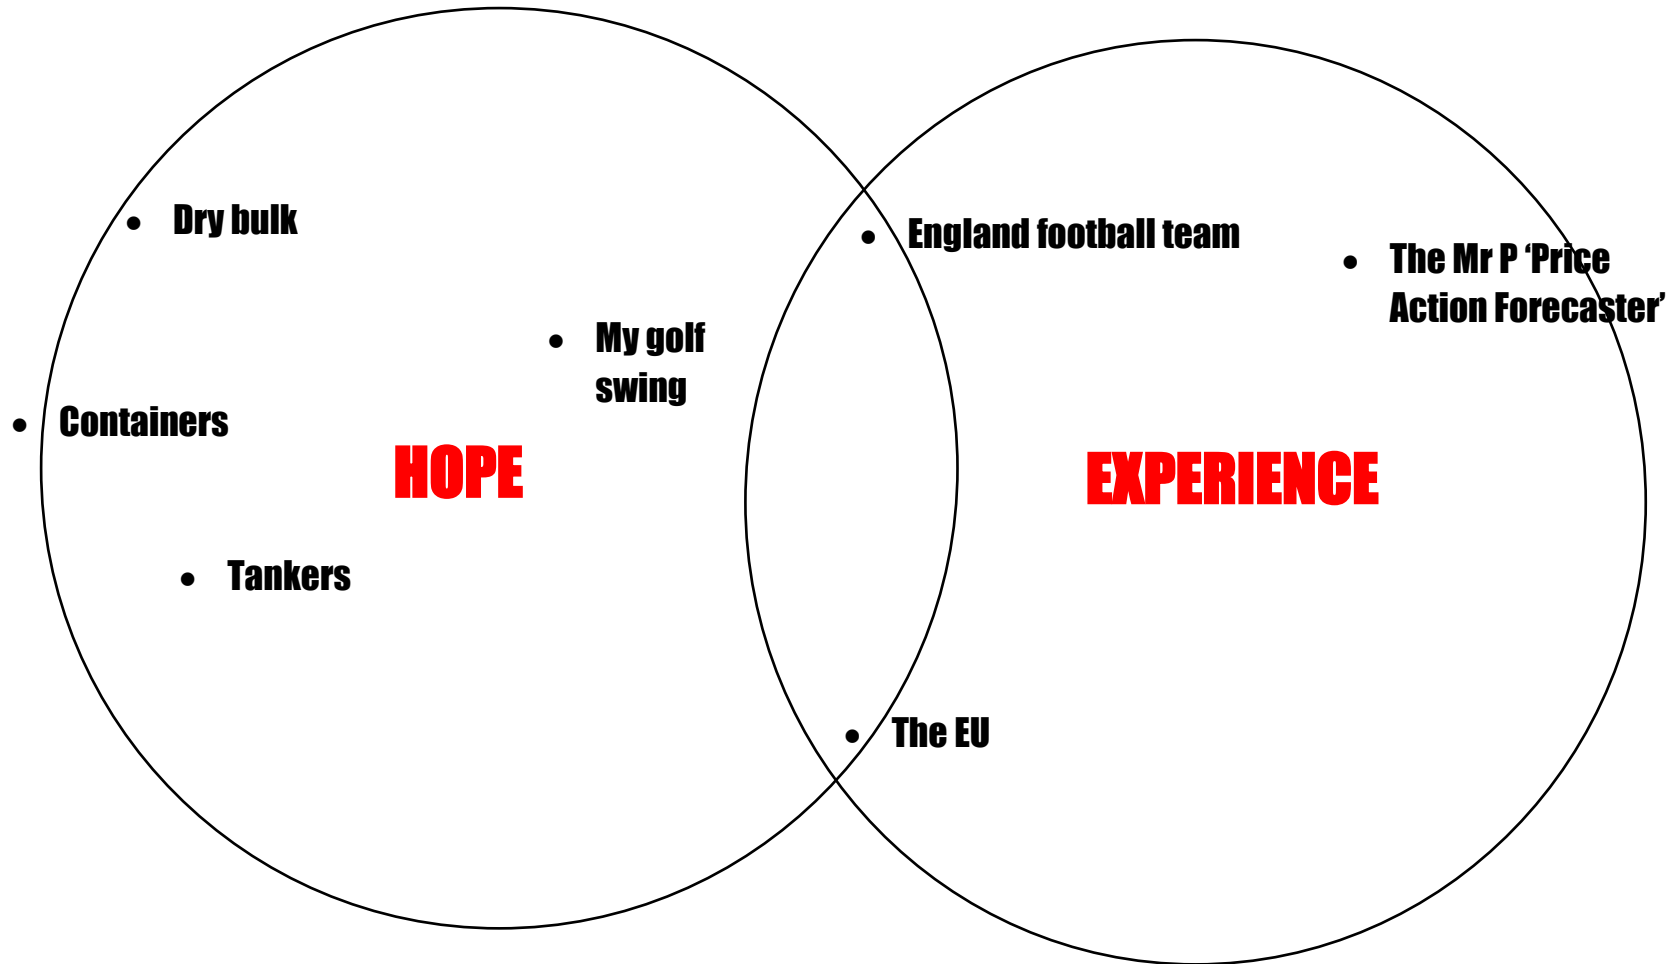 • Dry bulk
• My golf
swing
• Containers
HOPE
• Tankers
• England football team
• The EU
• The Mr P ‘Price
Action Forecaster’
EXPERIENCE